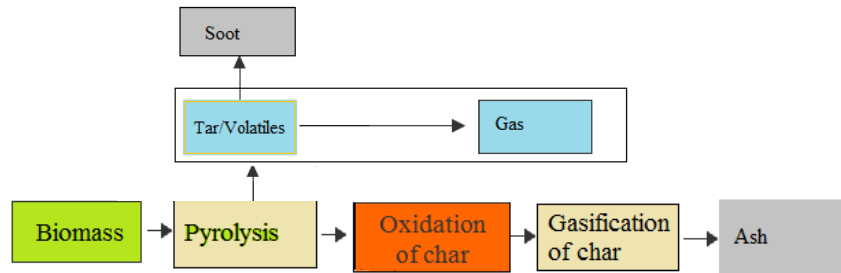 Soot
Tar/Volatiles
Gas
Biomass
Pyrolysis
Oxidation
of char
Gasification
of char
Ash